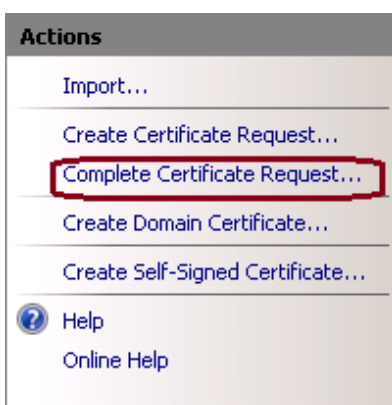 Actions
Import...
Create Certificate Request...
Complete Certificate Request...
Create Domain Certificate...
Create Self-Signed Certificate...
Help
Online Help